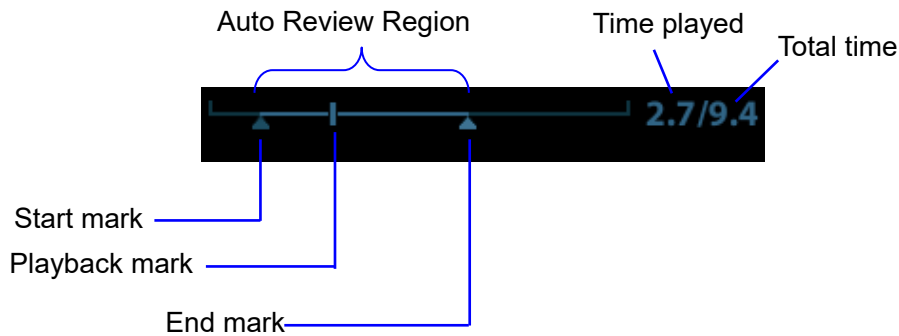 Auto Review Region
Time played
Total time
2.7/9.4
Start mark
Playback mark
End mark